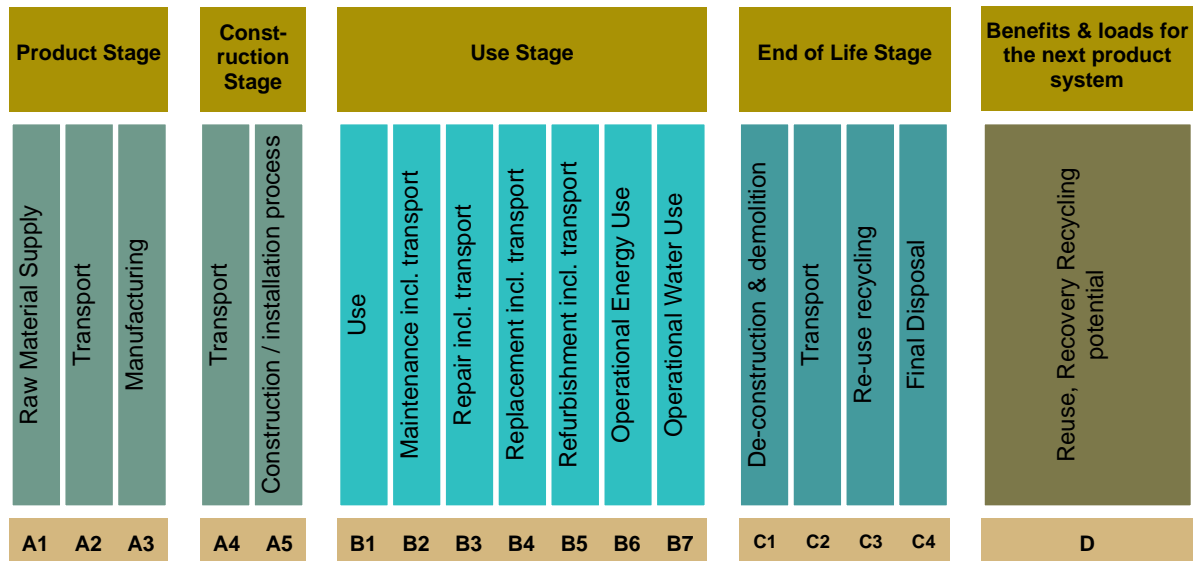 Product Stage
Const-
ruction
Stage
Use Stage
End of Life Stage
Benefits & loads for
the next product
system
Raw Material Supply
Transport
Manufacturing
Transport
Construction / installation process
Use
Maintenance incl. transport
Repair incl. transport
Replacement incl. transport
Refurbishment incl. transport
Operational Energy Use
Operational Water Use
De-construction & demolition
Transport
Re-use recycling
Final Disposal
Reuse, Recovery Recycling
potential
A1 A2 A3 A4 A5 B1 B2 B3 B4 B5 B6 B7 C1 C2 C3 C4 D